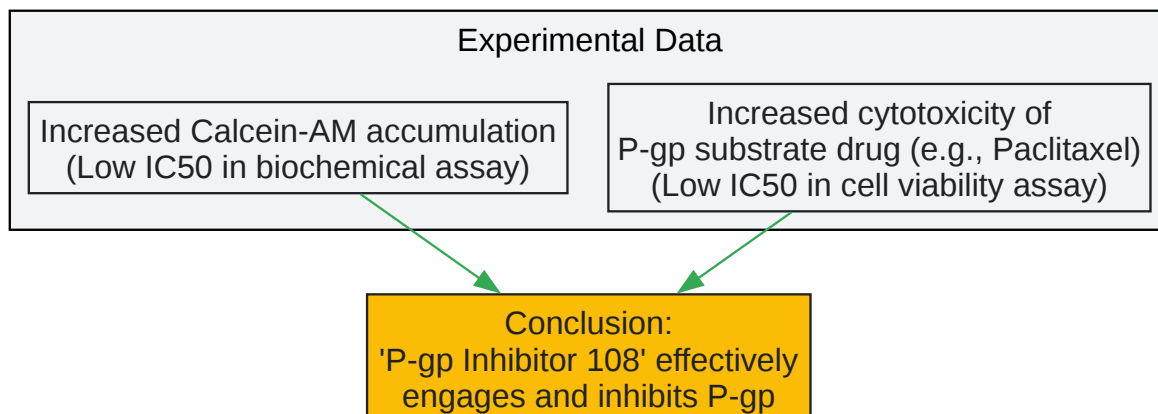 Experimental Data
Increased Calcein-AM accumulation
(Low IC50 in biochemical assay)
Increased cytotoxicity of
P-gp substrate drug (e.g., Paclitaxel)
(Low IC50 in cell viability assay)
Conclusion:
'P-gp Inhibitor 108' effectively
engages and inhibits P-gp